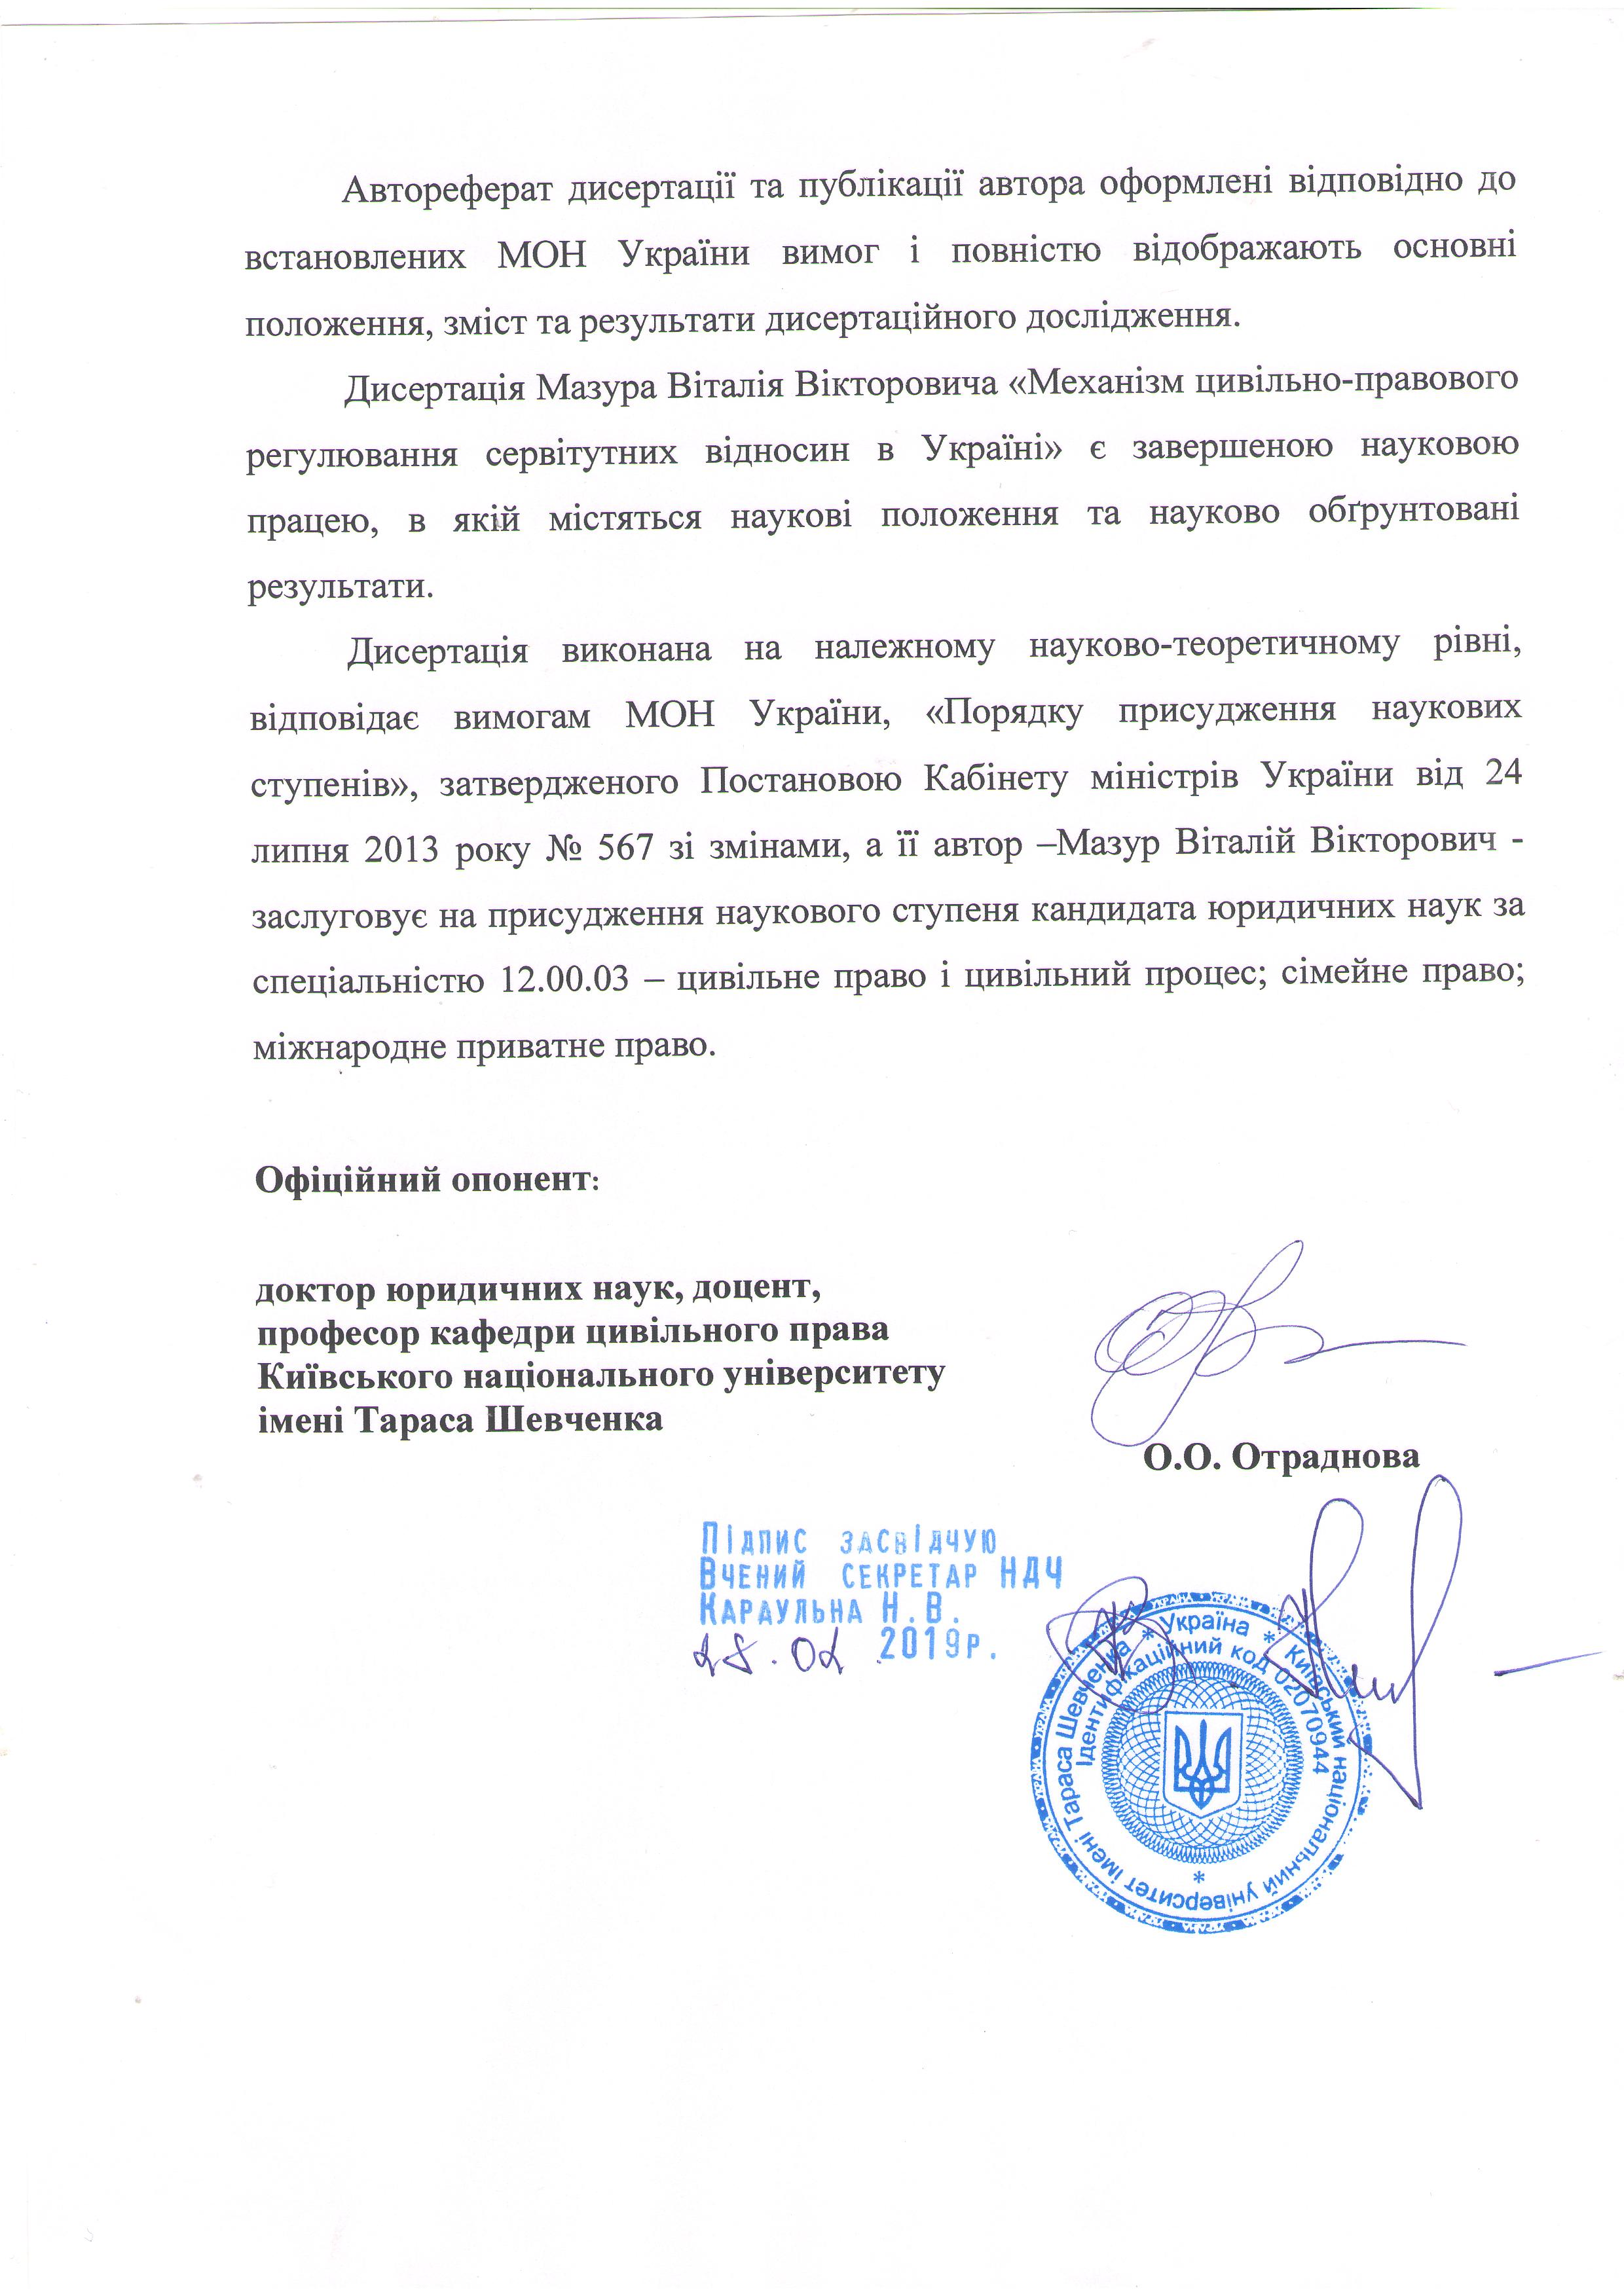 Автореферат дисертації та публікації автора оформлені відповідно до
встановлених МОН України вимог і повністю відображають основні
положення, зміст та результати дисертаційного дослідження.
Дисертація Мазура Віталія Вікторовича «Механізм цивільно-правового
регулювання сервітутних відносин в Україні» є завершеною науковою
працею, в якій містяться наукові положення та науково обґрунтовані
результати.
Дисертація виконана на належному науково-теоретичному рівні,
відповідає вимогам МОН України, «Порядку присудження наукових
ступенів», затвердженого Постановою Кабінету міністрів України від 24
липня 2013 року № 567 зі змінами, а її автор –Мазур Віталій Вікторович -
заслуговує на присудження наукового ступеня кандидата юридичних наук за
спеціальністю 12.00.03 – цивільне право і цивільний процес; сімейне право;
міжнародне приватне право.
Офіційний опонент:
доктор юридичних наук, доцент,
професор кафедри цивільного права
Київського національного університету
імені Тараса Шевченка
О.О. Отраднова
Підпис засвідчую
Вчений секретар НДЧ
Караульна Н.В.
28.02.2019р.
* Україна * Київський національний університет імені Тараса Шевченка
Ідентифікаційний код 02070944
*